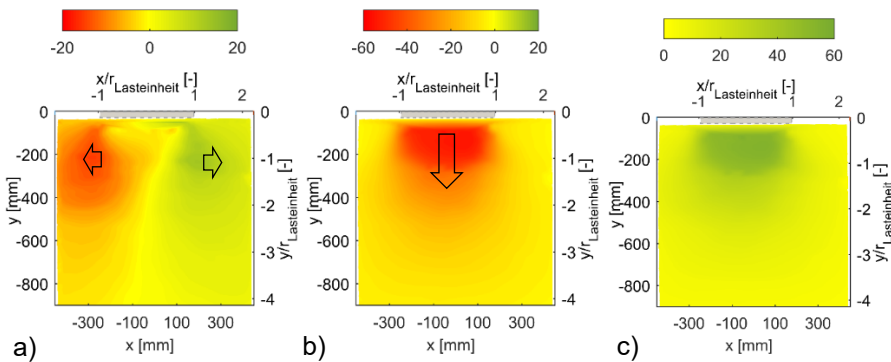 -20 0 20
x/rLasteinheit [-]
-1 1 2
0
-200
-400
-600
-800
y [mm]
0
-1
-2
-3
-4
y/rLasteinheit [-]
-300 -100 100 300
x [mm]
a)
-60 -40 -20 0 20
x/rLasteinheit [-]
-1 1 2
0
-200
-400
-600
-800
y [mm]
0
-1
-2
-3
-4
y/rLasteinheit [-]
-300 -100 100 300
x [mm]
b)
0 20 40 60
x/rLasteinheit [-]
-1 1 2
0
-200
-400
-600
-800
y [mm]
0
-1
-2
-3
-4
y/rLasteinheit [-]
-300 -100 100 300
x [mm]
c)